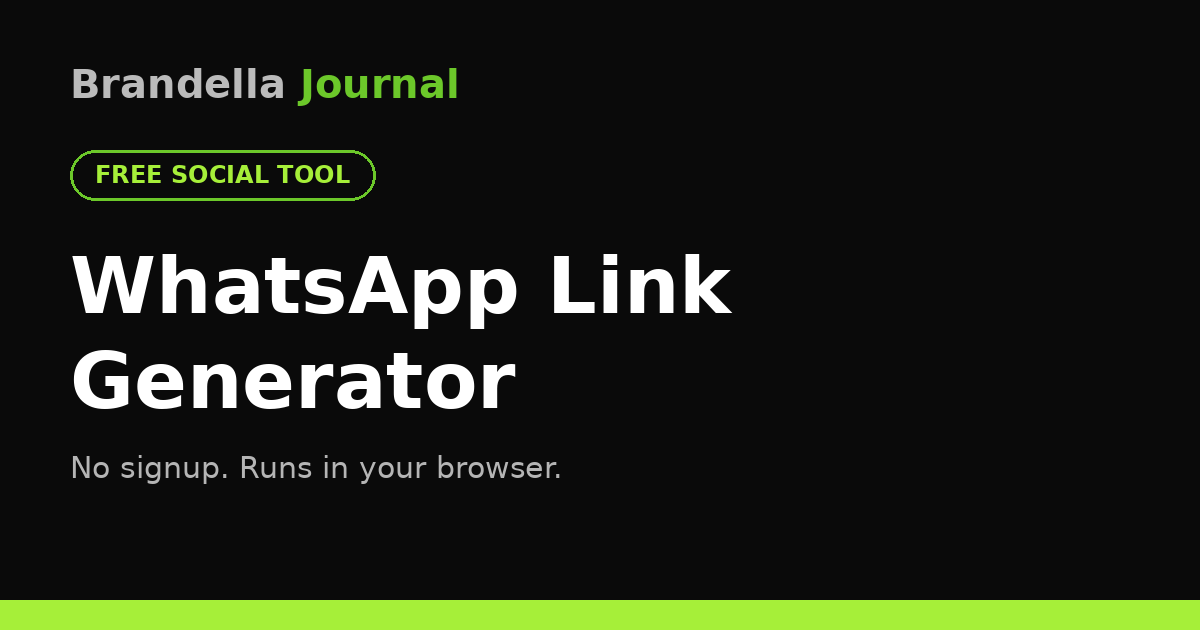 Brandella Journal
FREE SOCIAL TOOL
WhatsApp Link
Generator
No signup. Runs in your browser.